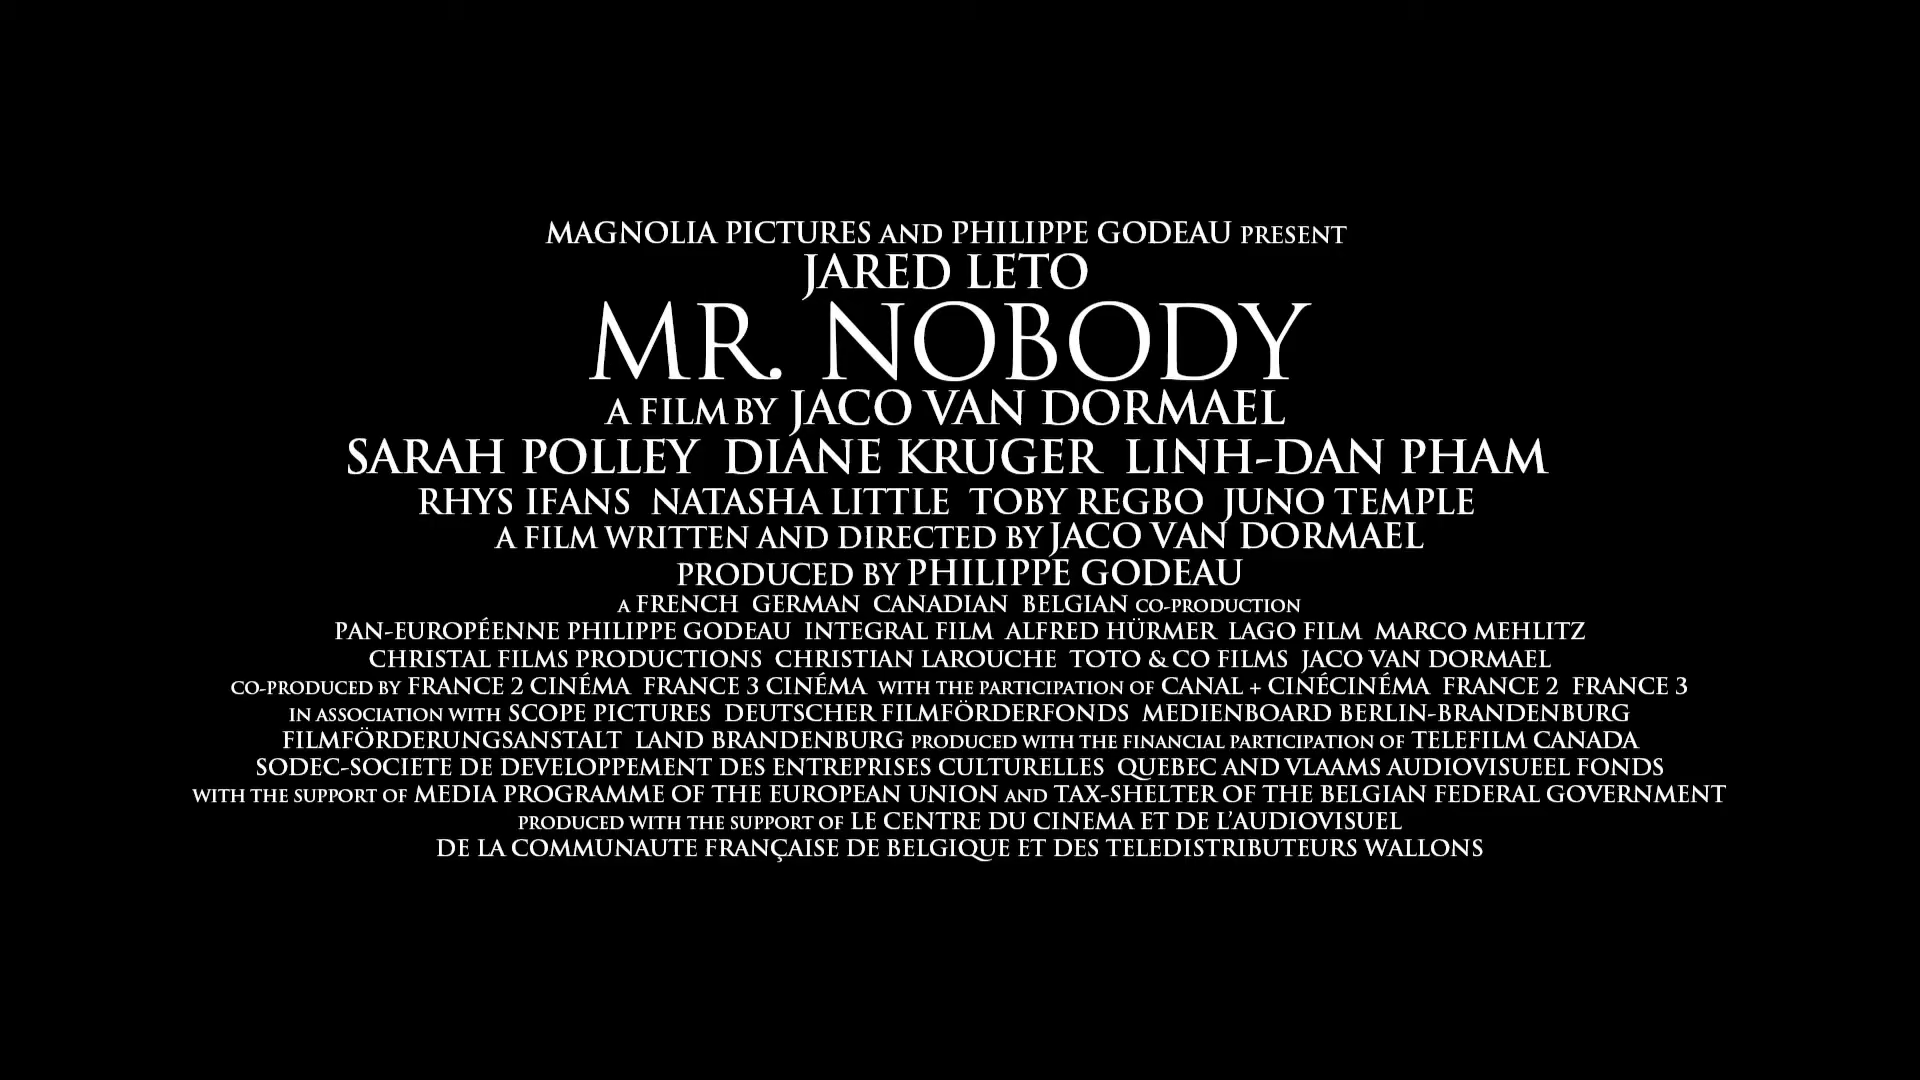 MAGNOLIA PICTURES AND PHILIPPE GODEAU PRESENT
JARED LETO
MR. NOBODY
A FILM BY JACO VAN DORMAEL
SARAH POLLEY DIANE KRUGER LINH-DAN PHAM
RHYS IFANS NATASHA LITTLE TOBY REGBO JUNO TEMPLE
A FILM WRITTEN AND DIRECTED BY JACO VAN DORMAEL
PRODUCED BY PHILIPPE GODEAU
A FRENCH GERMAN CANADIAN BELGIAN CO-PRODUCTION
PAN-EUROPÉENNE PHILIPPE GODEAU INTEGRAL FILM ALFRED HÜRMER LAGO FILM MARCO MEHLITZ
CHRISTAL FILMS PRODUCTIONS CHRISTIAN LAROUCHE TOTO & CO FILMS JACO VAN DORMAEL
CO-PRODUCED BY FRANCE 2 CINÉMA FRANCE 3 CINÉMA WITH THE PARTICIPATION OF CANAL + CINÉCINÉMA FRANCE 2 FRANCE 3
IN ASSOCIATION WITH SCOPE PICTURES DEUTSCHER FILMFÖRDERFONDS MEDIENBOARD BERLIN-BRANDENBURG
FILMFÖRDERUNGSANSTALT LAND BRANDENBURG PRODUCED WITH THE FINANCIAL PARTICIPATION OF TELEFILM CANADA
SODEC-SOCIETE DE DEVELOPPEMENT DES ENTREPRISES CULTURELLES QUEBEC AND VLAAMS AUDIOVISUEEL FONDS
WITH THE SUPPORT OF MEDIA PROGRAMME OF THE EUROPEAN UNION AND TAX-SHELTER OF THE BELGIAN FEDERAL GOVERNMENT
PRODUCED WITH THE SUPPORT OF LE CENTRE DU CINEMA ET DE L'AUDIOVISUEL
DE LA COMMUNAUTE FRANÇAISE DE BELGIQUE ET DES TELEDISTRIBUTEURS WALLONS